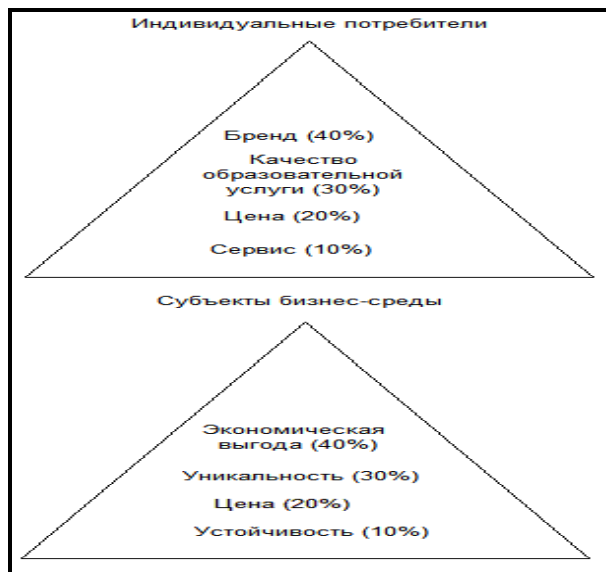 Индивидуальные потребители
Бренд (40%)
Качество
образовательной
услуги (30%)
Цена (20%)
Сервис (10%)
Субъекты бизнес-среды
Экономическая
выгода (40%)
Уникальность (30%)
Цена (20%)
Устойчивость (10%)